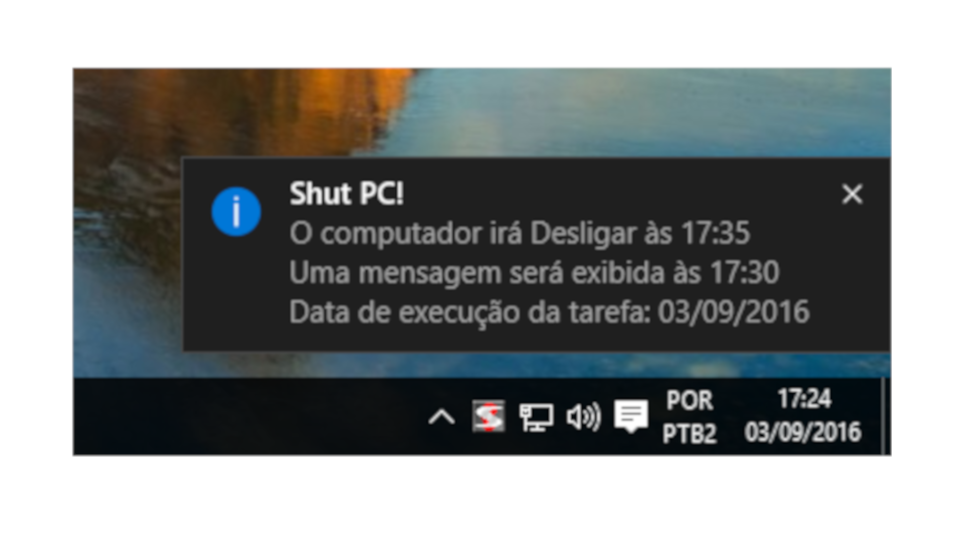 Shut PC!
O computador irá Desligar às 17:35
Uma mensagem será exibida às 17:30
Data de execução da tarefa: 03/09/2016
POR
PTB2
17:24
03/09/2016